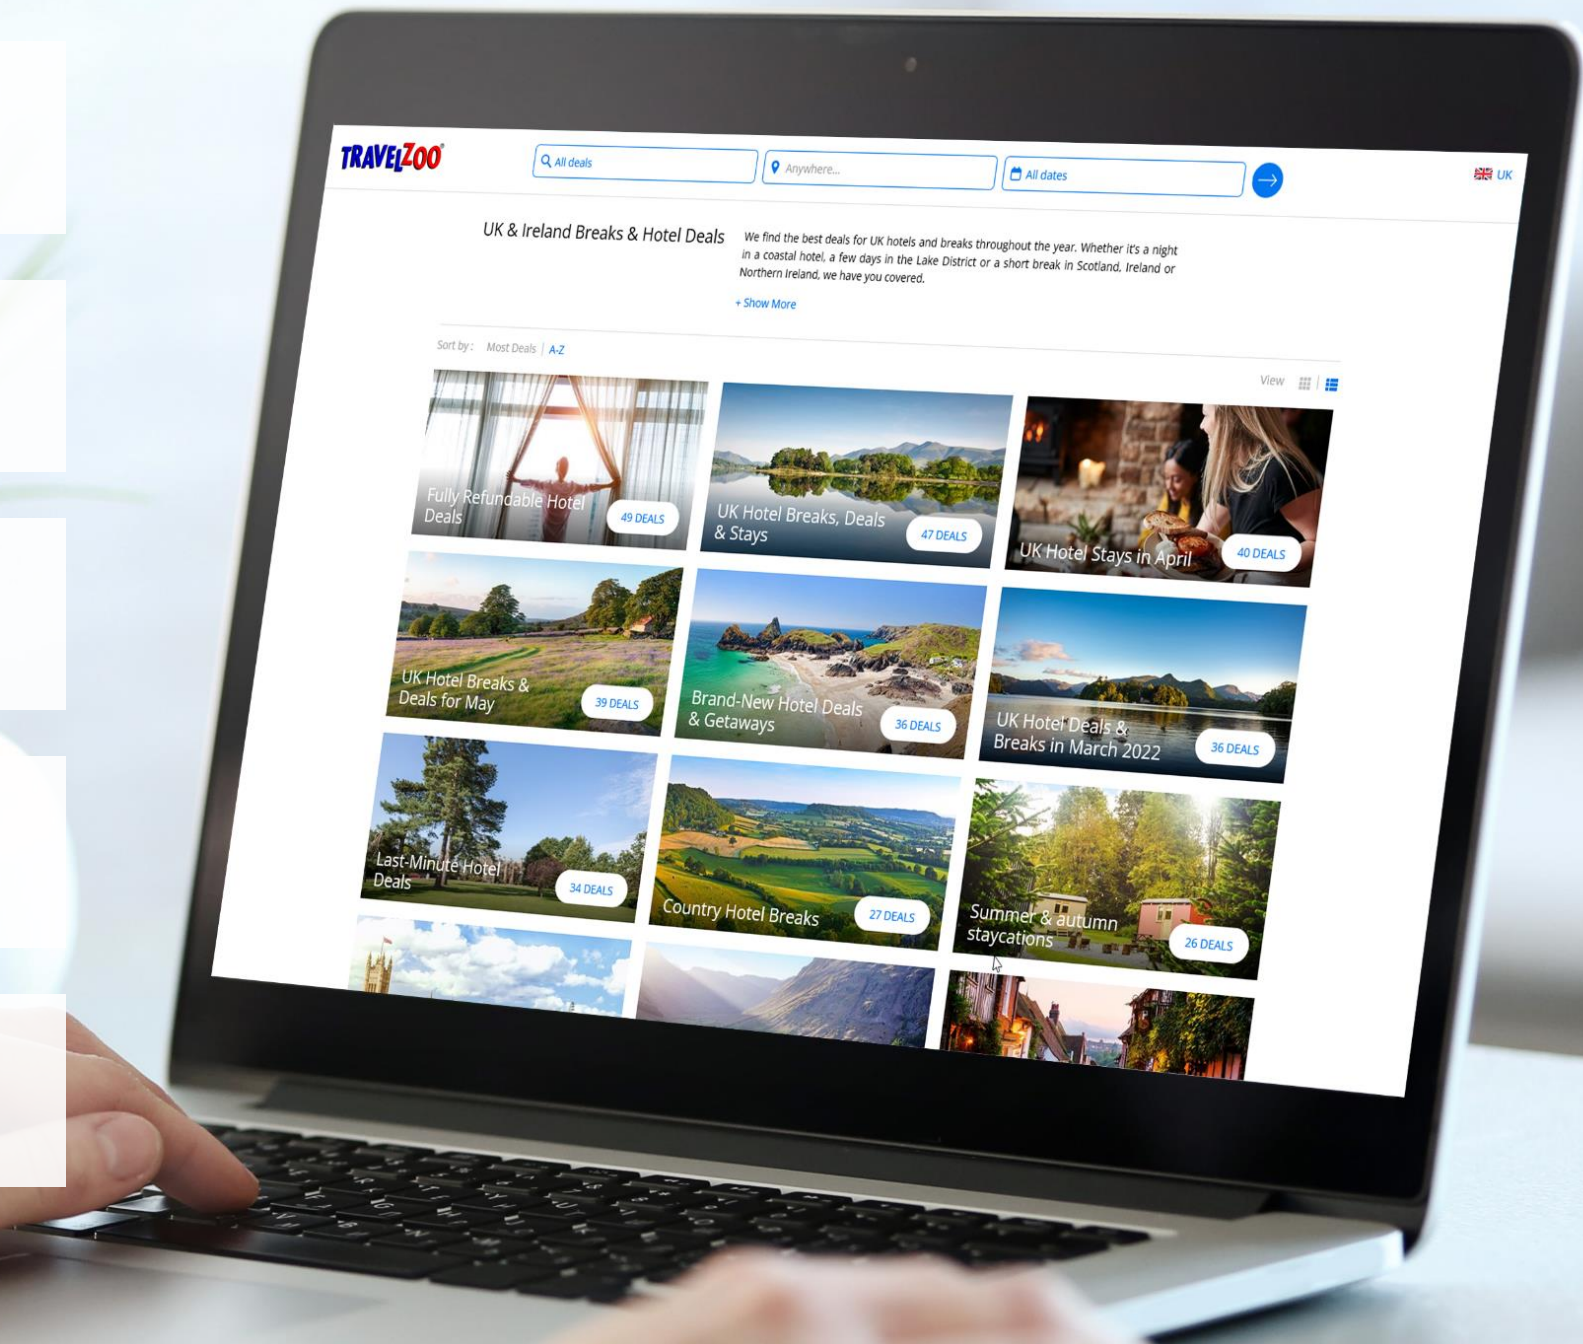 TRAVELZOO®
All deals
Anywhere...
All dates
UK
UK & Ireland Breaks & Hotel Deals
We find the best deals for UK hotels and breaks throughout the year. Whether it's a night
in a coastal hotel, a few days in the Lake District or a short break in Scotland, Ireland or
Northern Ireland, we have you covered.
+ Show More
Sort by : Most Deals | A-Z
View
Fully Refundable Hotel
Deals
49 DEALS
UK Hotel Breaks, Deals
& Stays
47 DEALS
UK Hotel Stays in April
40 DEALS
UK Hotel Breaks &
Deals for May
39 DEALS
Brand-New Hotel Deals
& Getaways
36 DEALS
UK Hotel Deals &
Breaks in March 2022
36 DEALS
Last-Minute Hotel
Deals
34 DEALS
Country Hotel Breaks
27 DEALS
Summer & autumn
staycations
26 DEALS